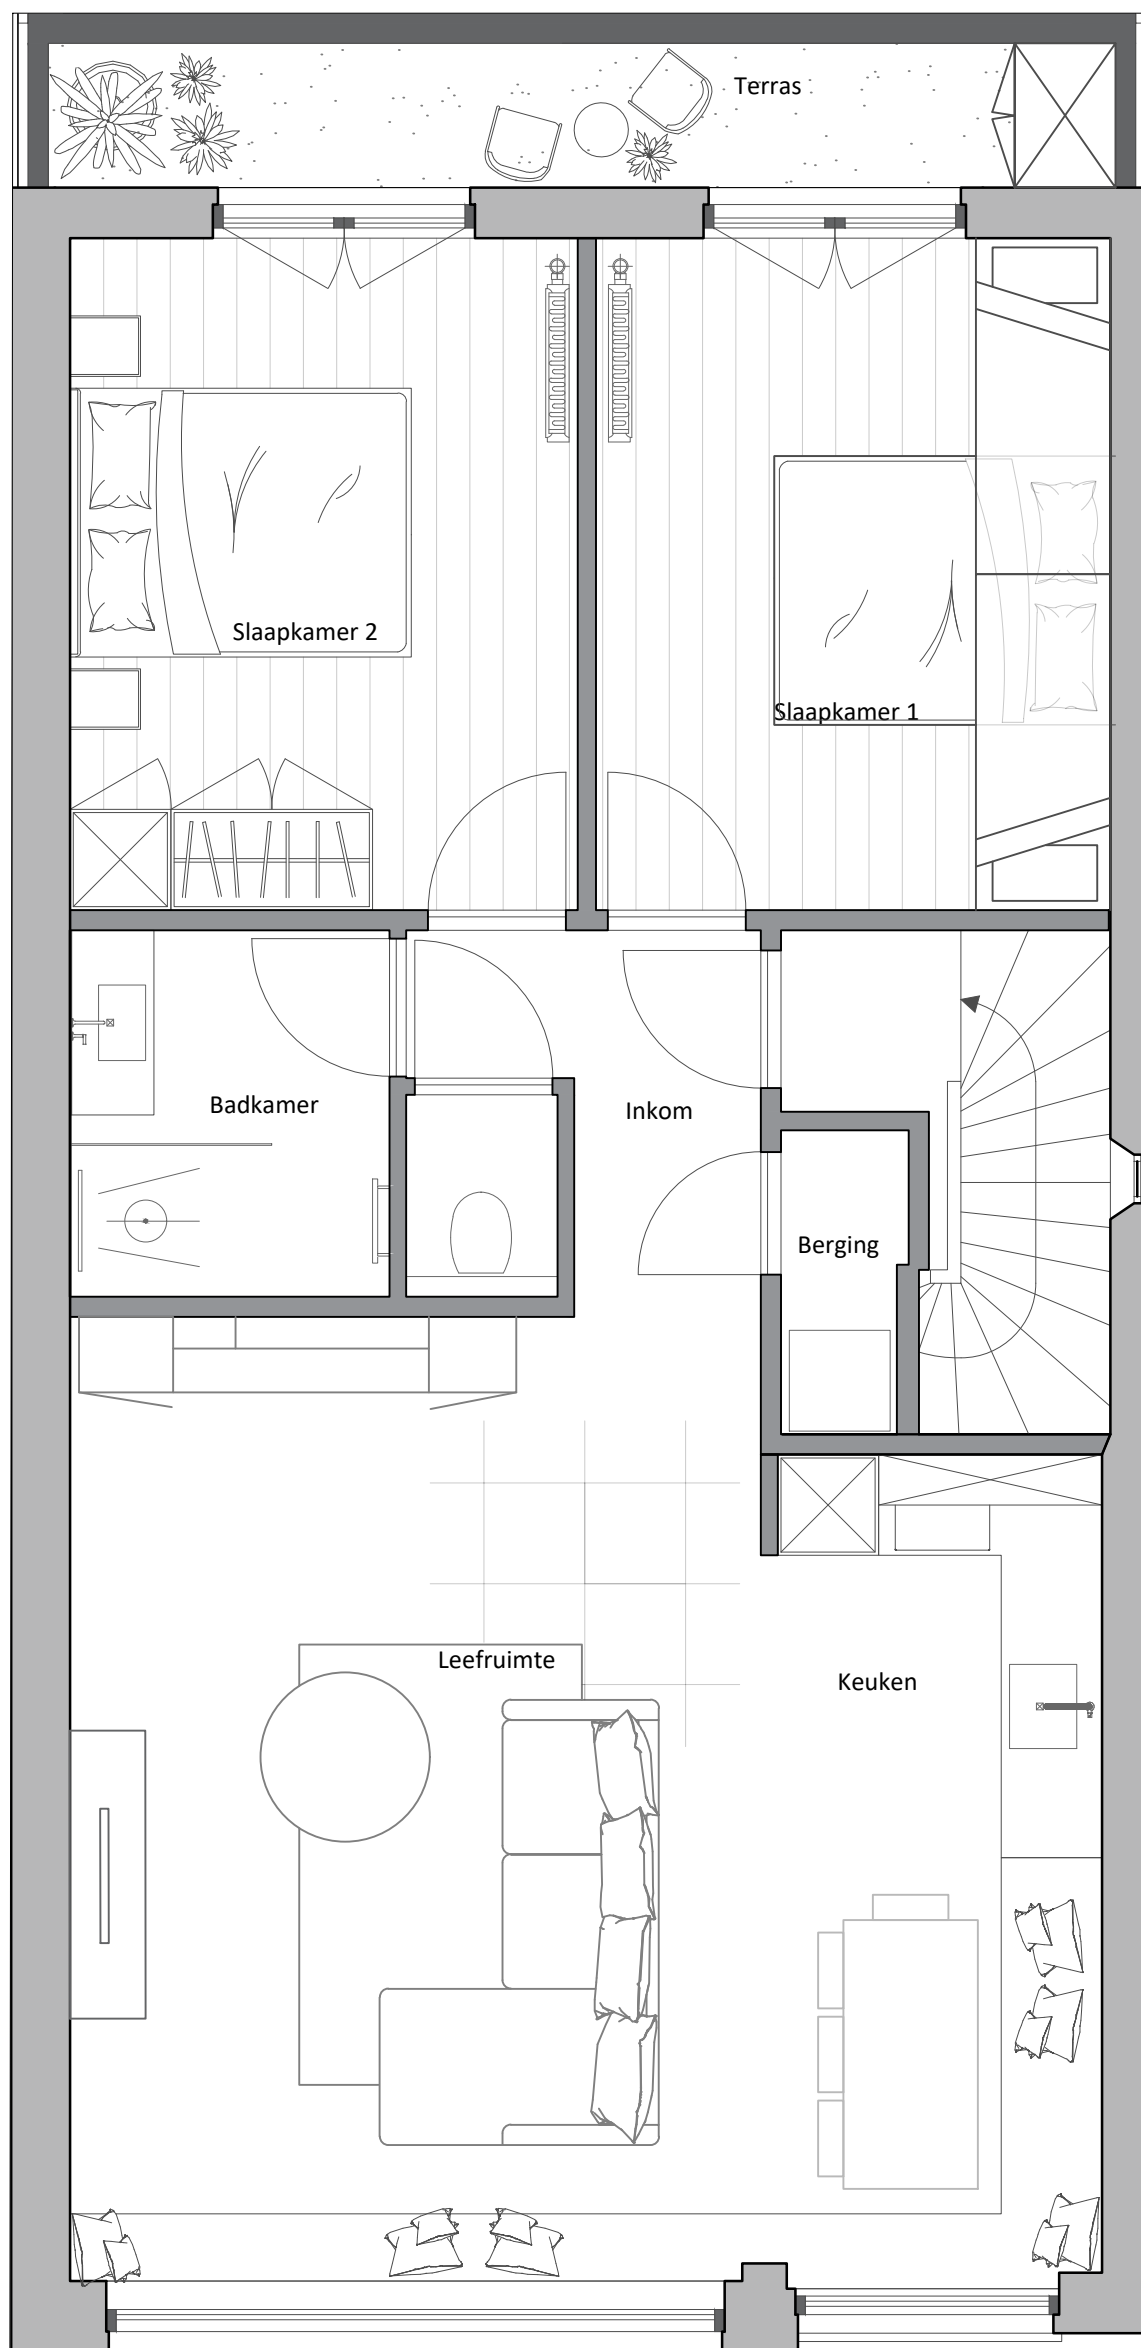 Terras
Slaapkamer 2
Slaapkamer 1
Badkamer
Inkom
Berging
Leefruimte
Keuken